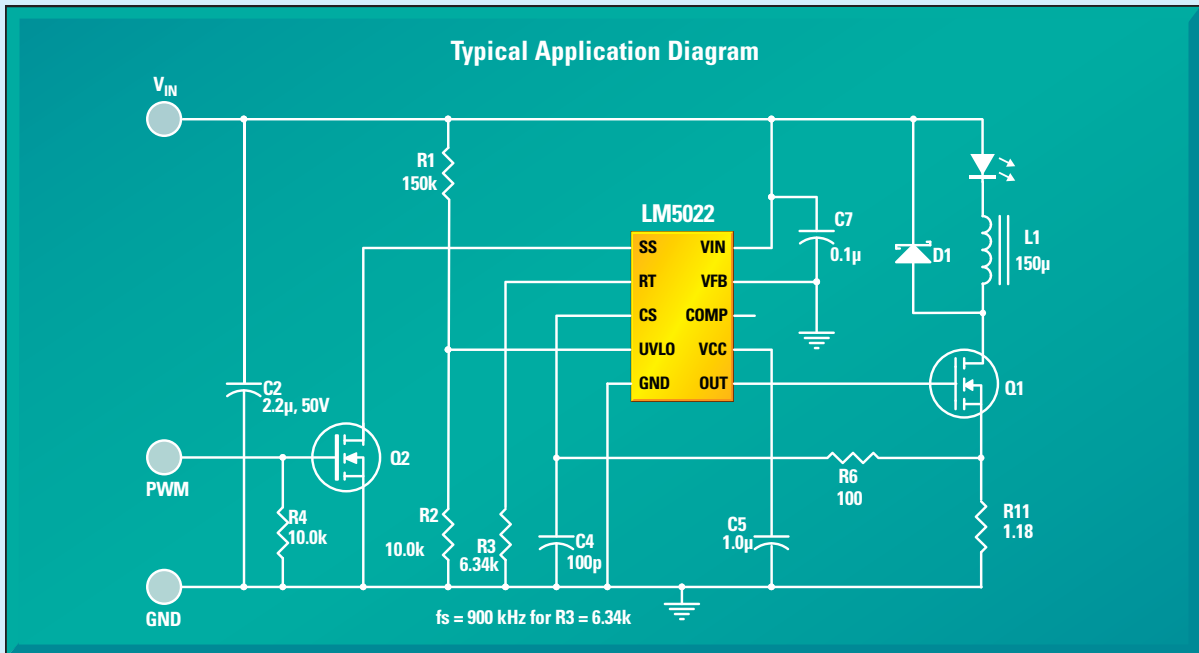 Typical Application Diagram
VIN
R1
150k
LM5022
SS VIN
RT VFB
CS COMP
UVLO VCC
GND OUT
C7
0.1µ
D1
L1
150µ
C2
2.2µ, 50V
Q1
PWM
Q2
R6
100
R4
10.0k
R2
10.0k
R3
6.34k
C4
100p
C5
1.0µ
R11
1.18
GND
fs = 900 kHz for R3 = 6.34k